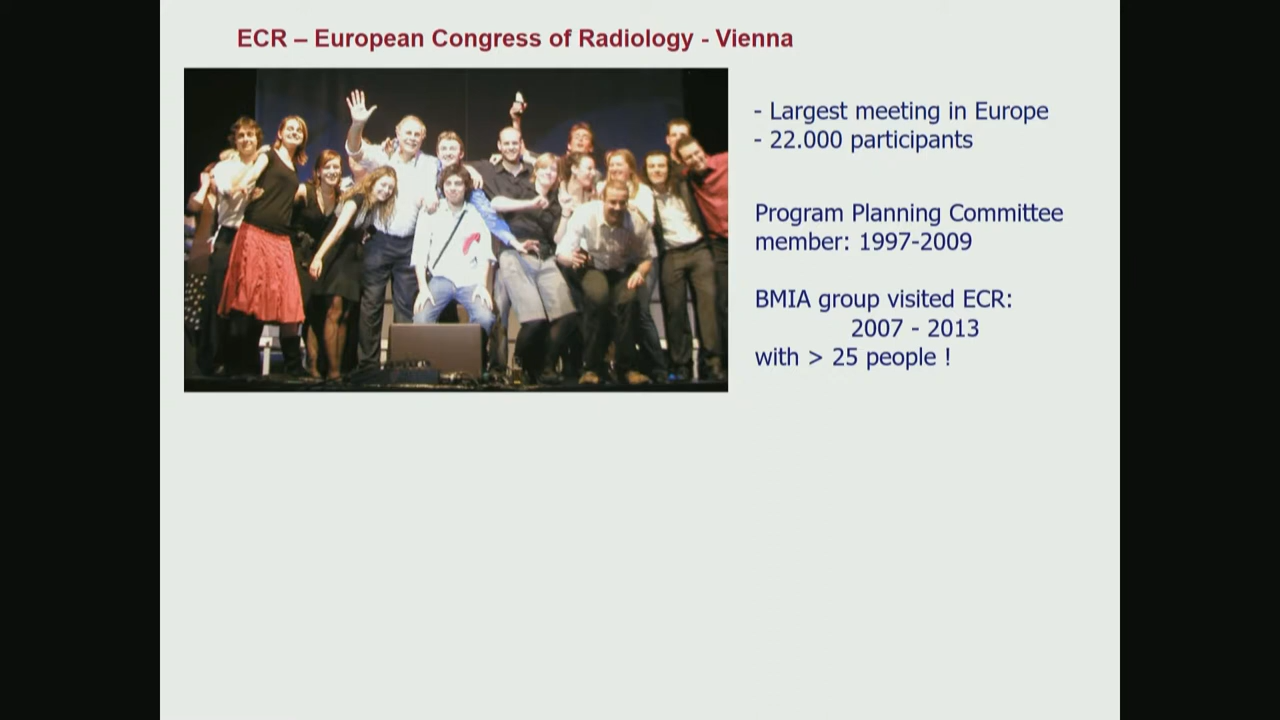 ECR – European Congress of Radiology - Vienna
- Largest meeting in Europe
- 22.000 participants
Program Planning Committee
member: 1997-2009
BMIA group visited ECR:
2007 - 2013
with > 25 people !